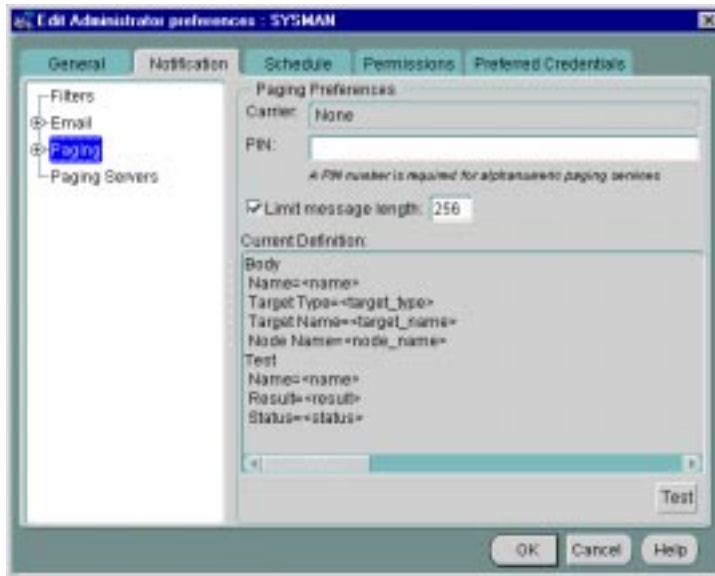 Edit Administrator preferences : SYSMAN
General Notification Schedule Permissions Preferred Credentials
Filters
Email
Paging
Paging Servers
Paging Preferences
Carrier: None
PIN:
A PIN number is required for alphanumeric paging services
Limit message length: 256
Current Definition:
Body
Name=<name>
Target Type=<target_type>
Target Name=<target_name>
Node Name=<node_name>
Test
Name=<name>
Result=<result>
Status=<status>
Test
OK Cancel Help